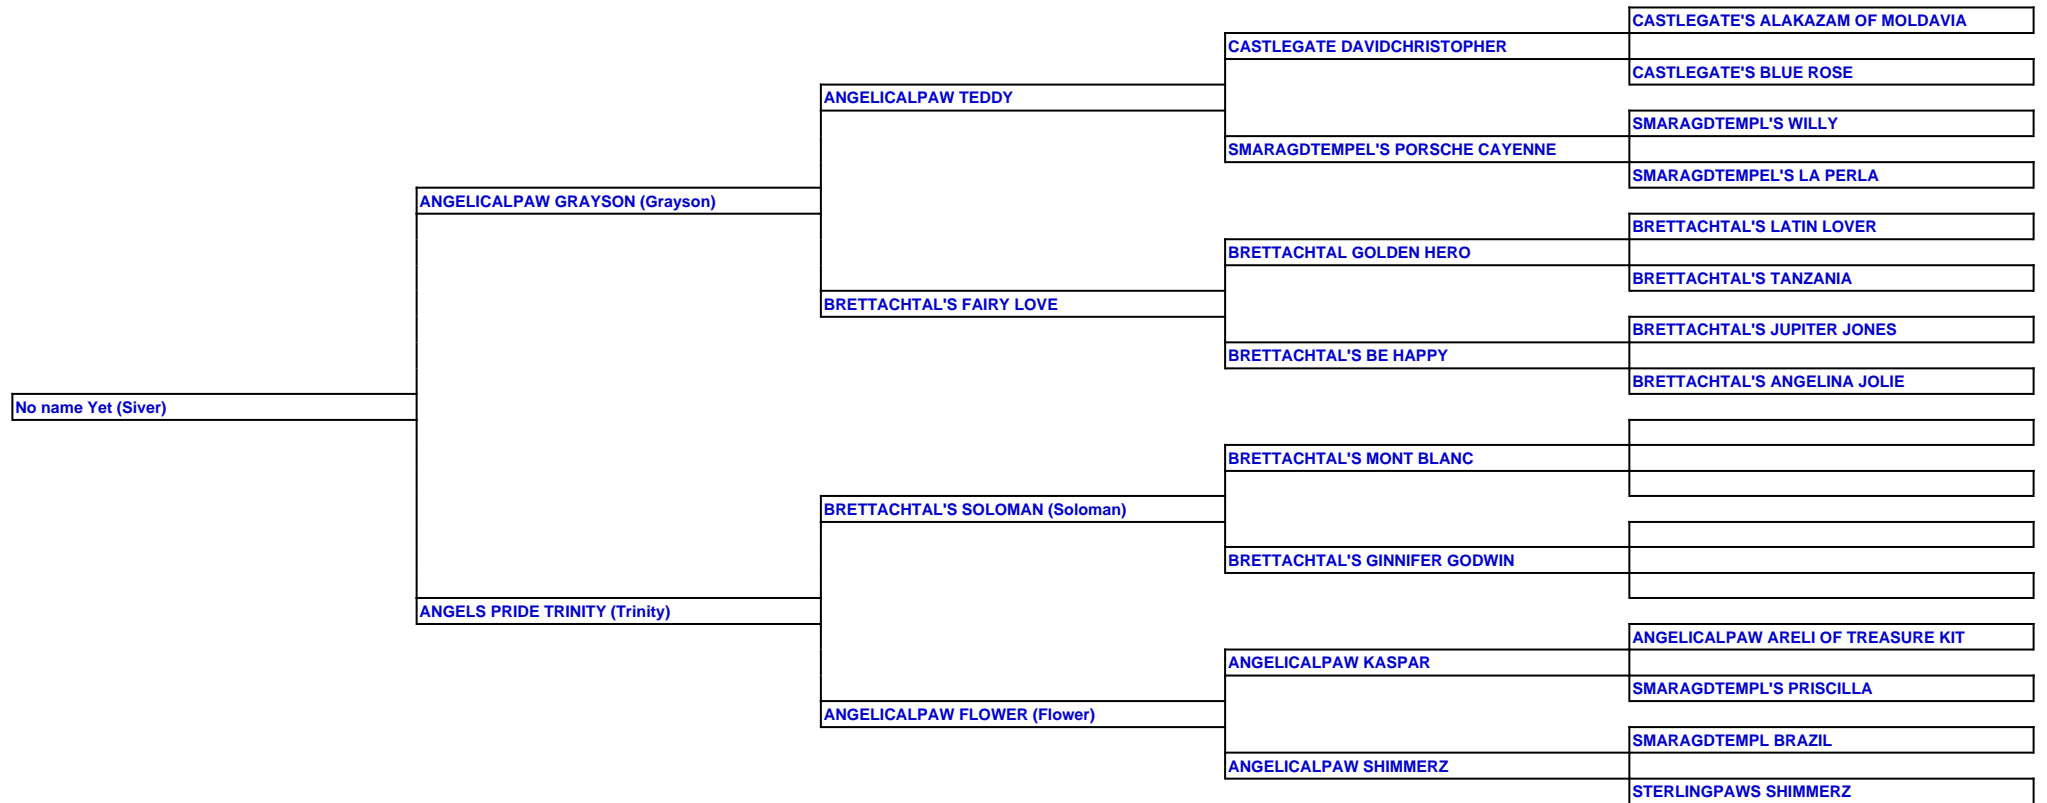 CASTLEGATE'S ALAKAZAM OF MOLDAVIA
CASTLEGATE DAVIDCHRISTOPHER
CASTLEGATE'S BLUE ROSE
ANGELICALPAW TEDDY
SMARAGDTEMPL'S WILLY
SMARAGDTEMPEL'S PORSCHE CAYENNE
SMARAGDTEMPEL'S LA PERLA
ANGELICALPAW GRAYSON (Grayson)
BRETTACHTAL'S LATIN LOVER
BRETTACHTAL GOLDEN HERO
BRETTACHTAL'S TANZANIA
BRETTACHTAL'S FAIRY LOVE
BRETTACHTAL'S JUPITER JONES
BRETTACHTAL'S BE HAPPY
BRETTACHTAL'S ANGELINA JOLIE
No name Yet (Siver)
BRETTACHTAL'S MONT BLANC
BRETTACHTAL'S SOLOMAN (Soloman)
BRETTACHTAL'S GINNIFER GODWIN
ANGELS PRIDE TRINITY (Trinity)
ANGELICALPAW ARELI OF TREASURE KIT
ANGELICALPAW KASPAR
SMARAGDTEMPL'S PRISCILLA
ANGELICALPAW FLOWER (Flower)
SMARAGDTEMPL BRAZIL
ANGELICALPAW SHIMMERZ
STERLINGPAWS SHIMMERZ